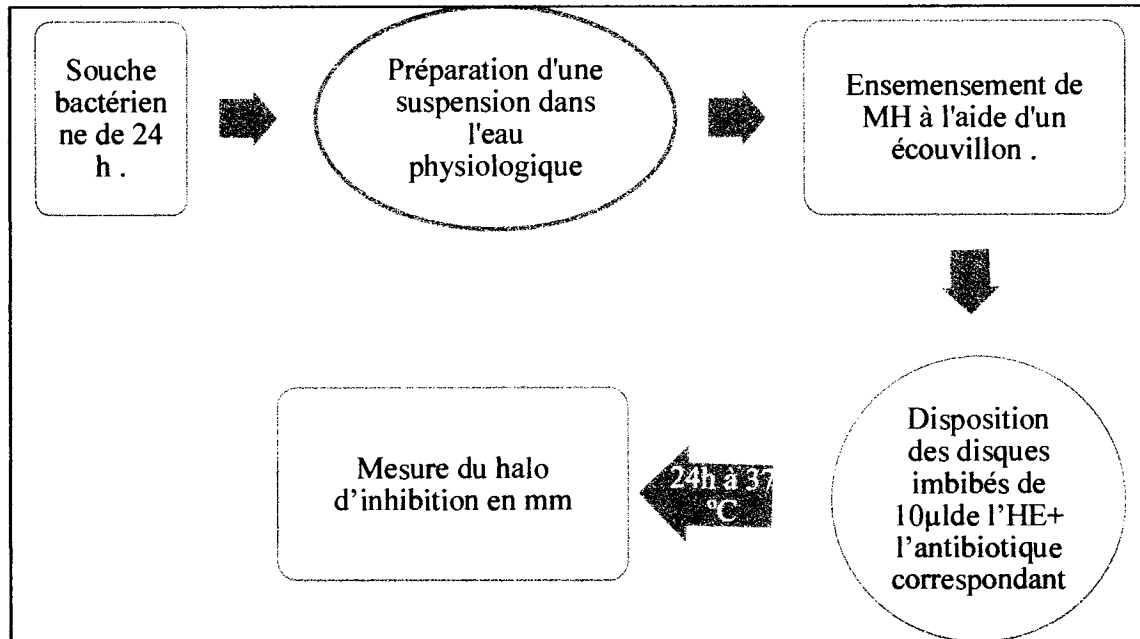 Souche
bactérien
ne de 24
h .
Préparation d'une
suspension dans
l'eau
physiologique
Ensemensement de
MH à l'aide d'un
écouvillon .
Disposition
des disques
imbibés de
10µlde l'HE+
l'antibiotique
correspondant
24h à 37
°C
Mesure du halo
d'inhibition en mm